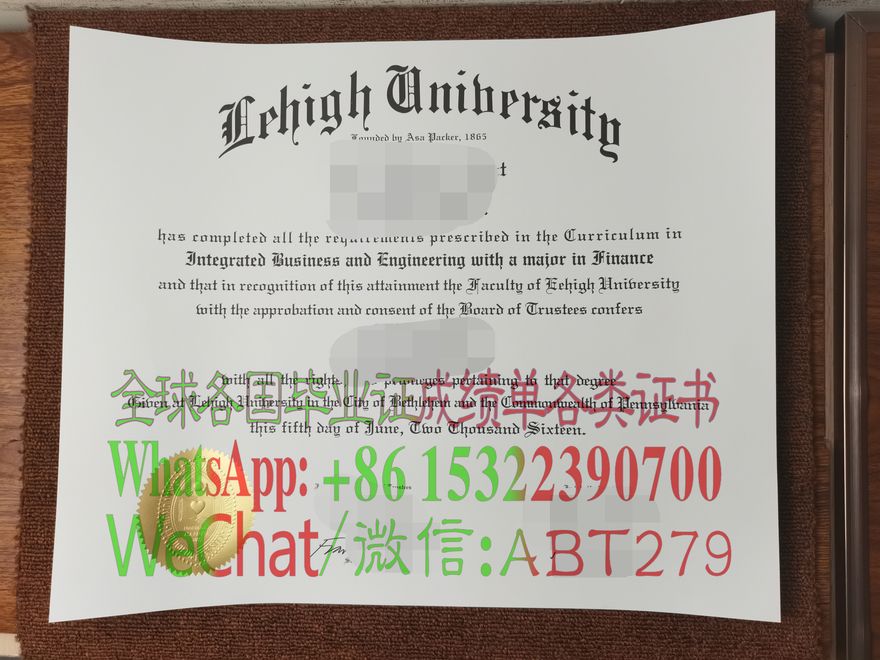 Lehigh University
Founded by Asa Packer, 1865
has completed all the requirements prescribed in the Curriculum in
Integrated Business and Engineering with a major in Finance
and that in recognition of this attainment the Faculty of Lehigh University
with the approbation and consent of the Board of Trustees confers
with all the rights privileges pertaining to that degree
全球各国毕业证成绩单各类证书
Given at Lehigh University in the City of Bethlehem and the Commonwealth of Pennsylvania
this fifth day of June, Two Thousand Sixteen.
WhatsApp: +86 15322390700
WeChat/微信:ABT279